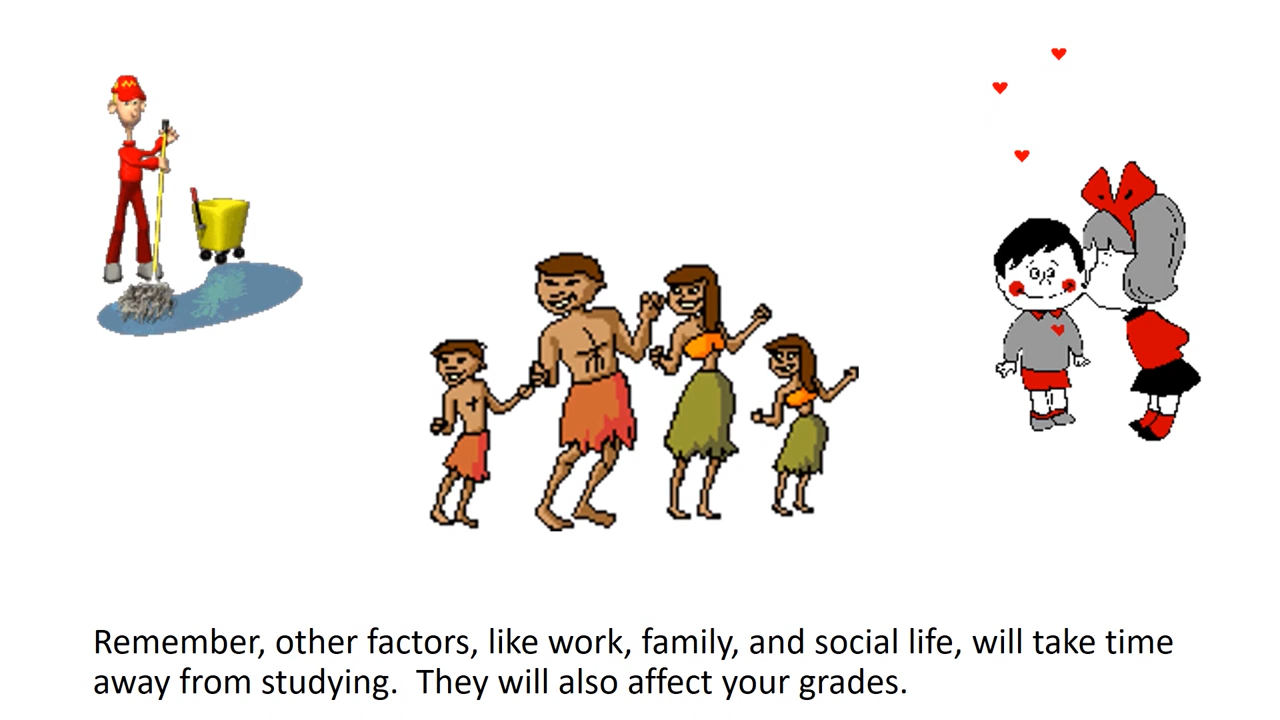 Remember, other factors, like work, family, and social life, will take time
away from studying.  They will also affect your grades.